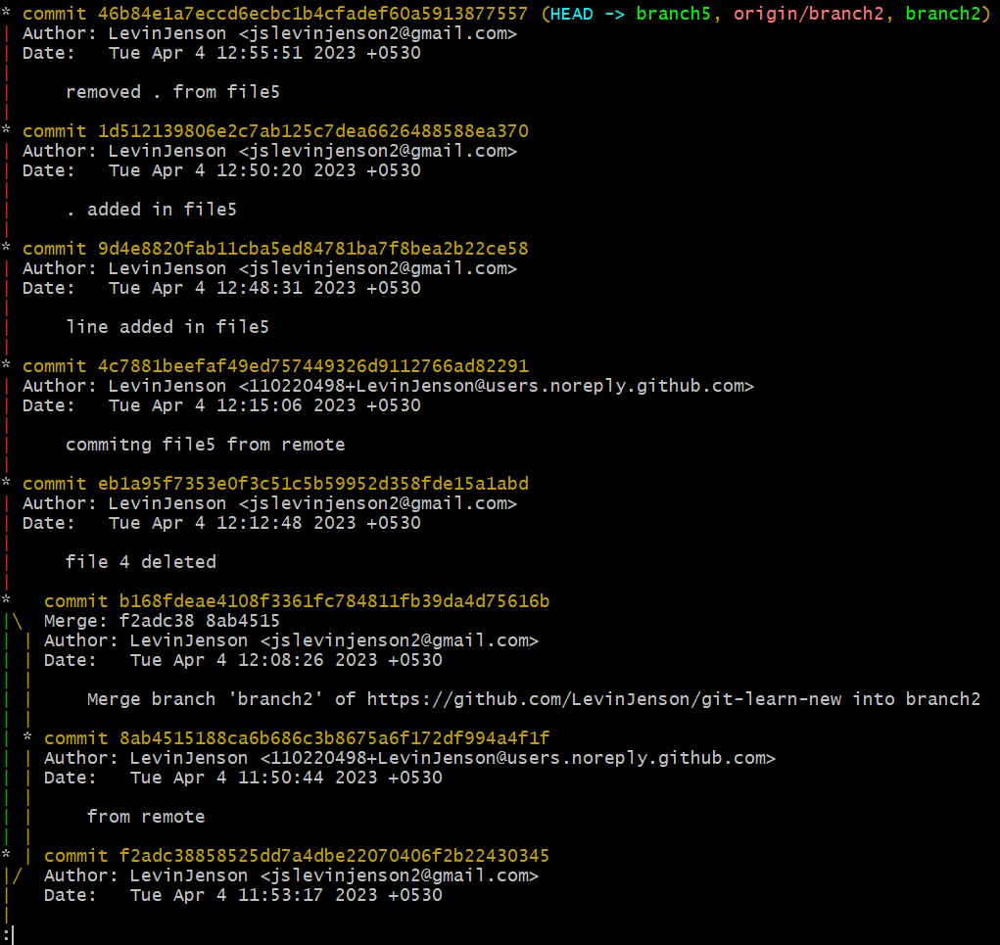 * commit 46b84e1a7eccd6ecbc1b4cfadef60a5913877557 (HEAD -> branch5, origin/branch2, branch2)
| Author: LevinJenson <jslevinjenson2@gmail.com>
| Date:   Tue Apr 4 12:55:51 2023 +0530
|
|     removed . from file5
|
* commit 1d512139806e2c7ab125c7dea6626488588ea370
| Author: LevinJenson <jslevinjenson2@gmail.com>
| Date:   Tue Apr 4 12:50:20 2023 +0530
|
|     . added in file5
|
* commit 9d4e8820fab11cba5ed84781ba7f8bea2b22ce58
| Author: LevinJenson <jslevinjenson2@gmail.com>
| Date:   Tue Apr 4 12:48:31 2023 +0530
|
|     line added in file5
|
* commit 4c7881beefaf49ed757449326d9112766ad82291
| Author: LevinJenson <110220498+LevinJenson@users.noreply.github.com>
| Date:   Tue Apr 4 12:15:06 2023 +0530
|
|     commitng file5 from remote
|
* commit eb1a95f7353e0f3c51c5b59952d358fde15a1abd
| Author: LevinJenson <jslevinjenson2@gmail.com>
| Date:   Tue Apr 4 12:12:48 2023 +0530
|
|     file 4 deleted
|
*   commit b168fdeae4108f3361fc784811fb39da4d75616b
|\  Merge: f2adc38 8ab4515
| | Author: LevinJenson <jslevinjenson2@gmail.com>
| | Date:   Tue Apr 4 12:08:26 2023 +0530
| |
| |     Merge branch 'branch2' of https://github.com/LevinJenson/git-learn-new into branch2
| |
| * commit 8ab4515188ca6b686c3b8675a6f172df994a4f1f
| | Author: LevinJenson <110220498+LevinJenson@users.noreply.github.com>
| | Date:   Tue Apr 4 11:50:44 2023 +0530
| |
| |     from remote
| |
* | commit f2adc38858525dd7a4dbe22070406f2b22430345
|/  Author: LevinJenson <jslevinjenson2@gmail.com>
|   Date:   Tue Apr 4 11:53:17 2023 +0530
|
: